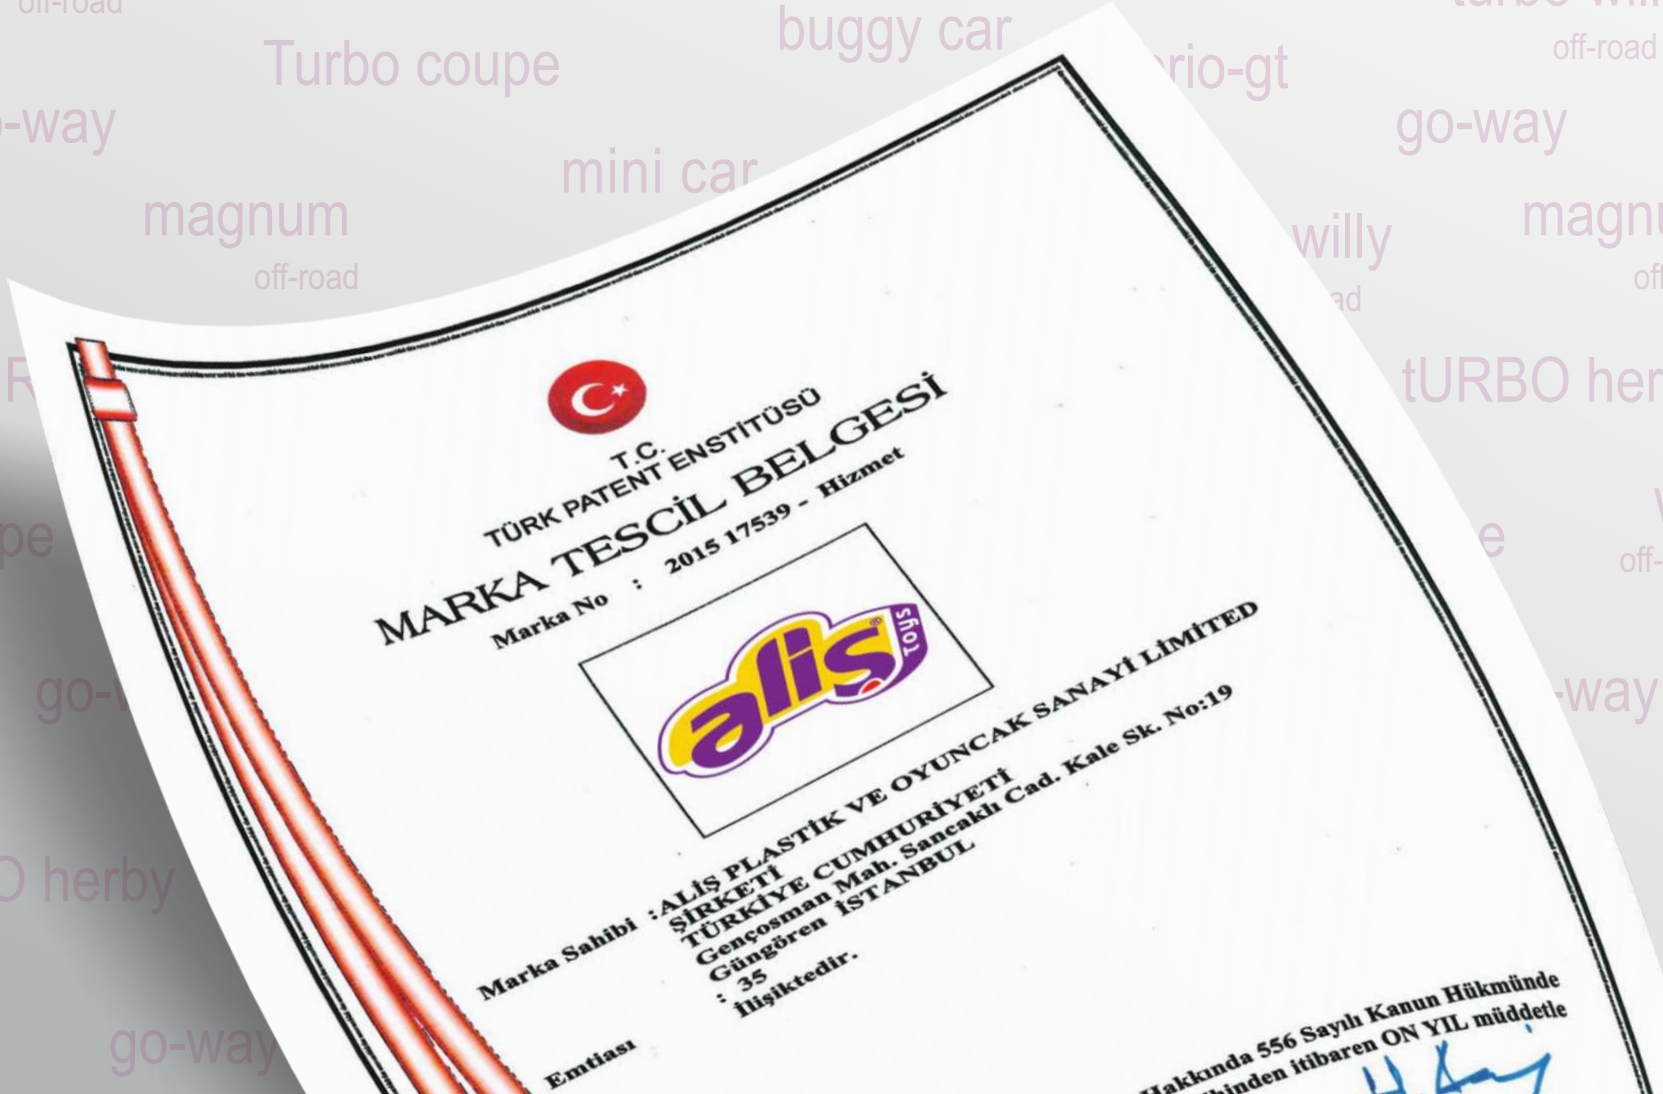 off-road
Turbo coupe
buggy car
off-road
-way
rio-gt
go-way
mini car
magnum
off-road
willy
tURBO
go-way
herby
go-way
-way
T.C.
TÜRK PATENT ENSTİTÜSÜ
MARKA TESCİL BELGESİ
Marka No : 2015 17539 - Hizmet
aliş toys ®
Marka Sahibi : ALİŞ PLASTİK VE OYUNCAK SANAYİ LİMİTED
ŞİRKETİ
TÜRKİYE CUMHURİYETİ
Gençosman Mah. Sancaklı Cad. Kale Sk. No:19
Güngören İSTANBUL
: 35
Emtiası İlişiktedir.
Hakkında 556 Sayılı Kanun Hükmünde
itibaren ON YIL müddetle